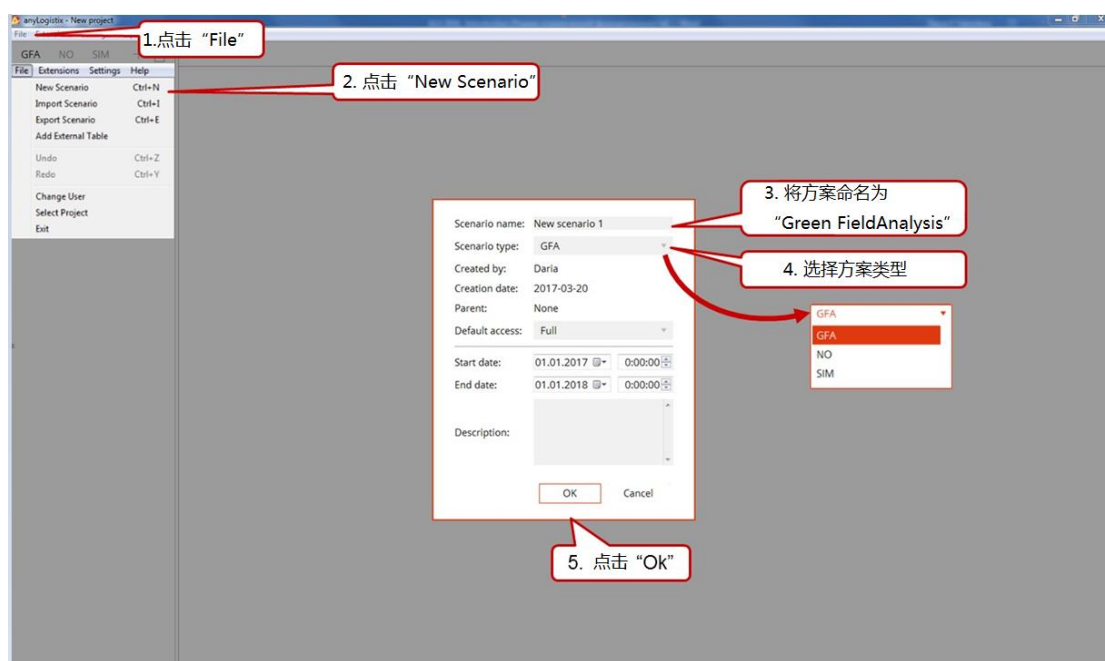 anyLogistix - New project
File
1.点击“File”
GFA NO SIM
File Extensions Settings Help
New Scenario Ctrl+N
Import Scenario Ctrl+I
Export Scenario Ctrl+E
Add External Table
Undo Ctrl+Z
Redo Ctrl+Y
Change User
Select Project
Exit
2. 点击“New Scenario”
3. 将方案命名为
“Green FieldAnalysis”
4. 选择方案类型
Scenario name: New scenario 1
Scenario type: GFA
Created by: Daria
Creation date: 2017-03-20
Parent: None
Default access: Full
Start date: 01.01.2017 0:00:00
End date: 01.01.2018 0:00:00
Description:
OK Cancel
GFA
GFA
NO
SIM
5. 点击“Ok”